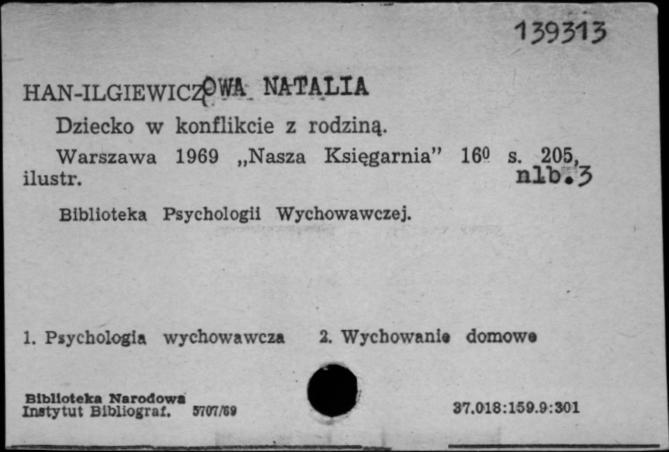 139313
HAN-ILGIEWICZOWA NATALIA
Dziecko w konflikcie z rodziną.
Warszawa 1969 „Nasza Księgarnia” 16º s. 205,
ilustr. nlb.3
Biblioteka Psychologii Wychowawczej.
1. Psychologia wychowawcza 2. Wychowanie domowe
Biblioteka Narodowa
Instytut Bibliograf. 5707/69 37.018:159.9:301